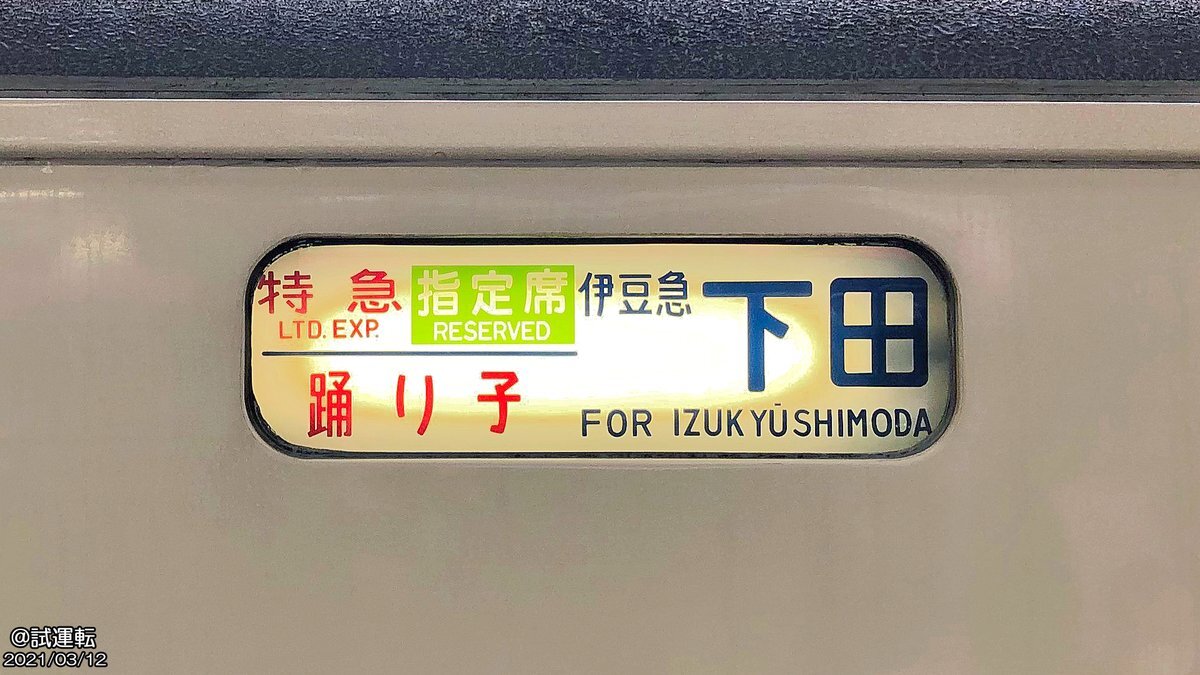 特急 指定席 伊豆急下田
LTD. EXP. RESERVED
踊り子 FOR IZUKYŪSHIMODA
@試運転
2021/03/12